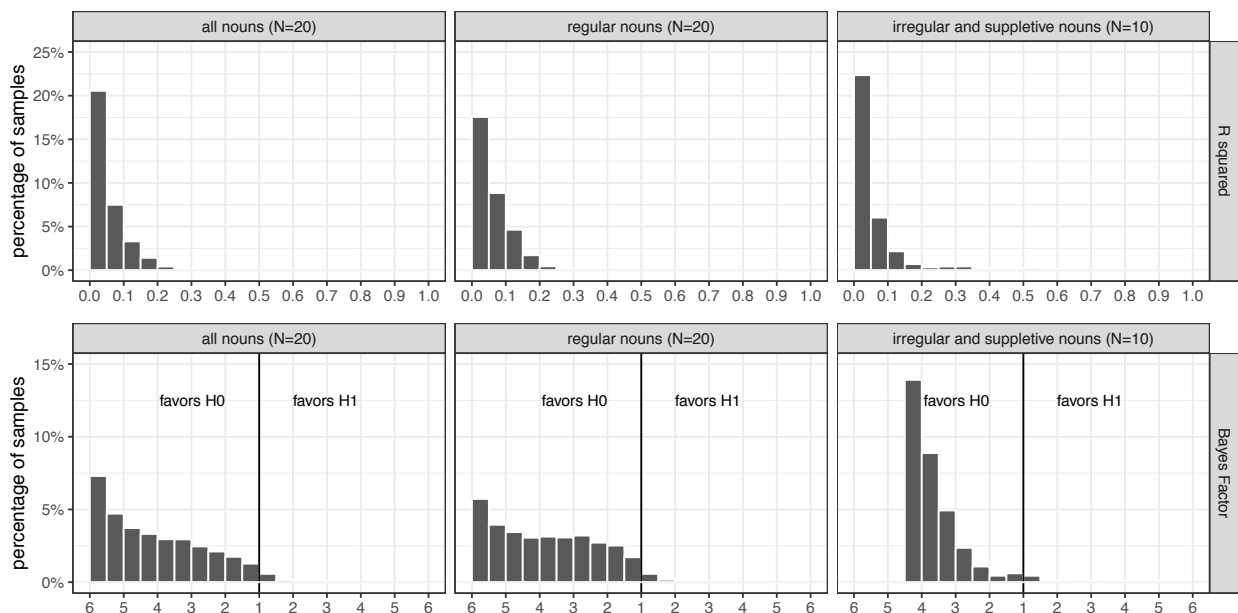 all nouns (N=20) regular nouns (N=20) irregular and suppletive nouns (N=10)
25%
20%
15%
10%
5%
0%
percentage of samples
R squared
0.0 0.1 0.2 0.3 0.4 0.5 0.6 0.7 0.8 0.9 1.0 0.0 0.1 0.2 0.3 0.4 0.5 0.6 0.7 0.8 0.9 1.0 0.0 0.1 0.2 0.3 0.4 0.5 0.6 0.7 0.8 0.9 1.0
all nouns (N=20) regular nouns (N=20) irregular and suppletive nouns (N=10)
15%
10%
5%
0%
percentage of samples
favors H0 favors H1 favors H0 favors H1 favors H0 favors H1
Bayes Factor
6 5 4 3 2 1 2 3 4 5 6 6 5 4 3 2 1 2 3 4 5 6 6 5 4 3 2 1 2 3 4 5 6